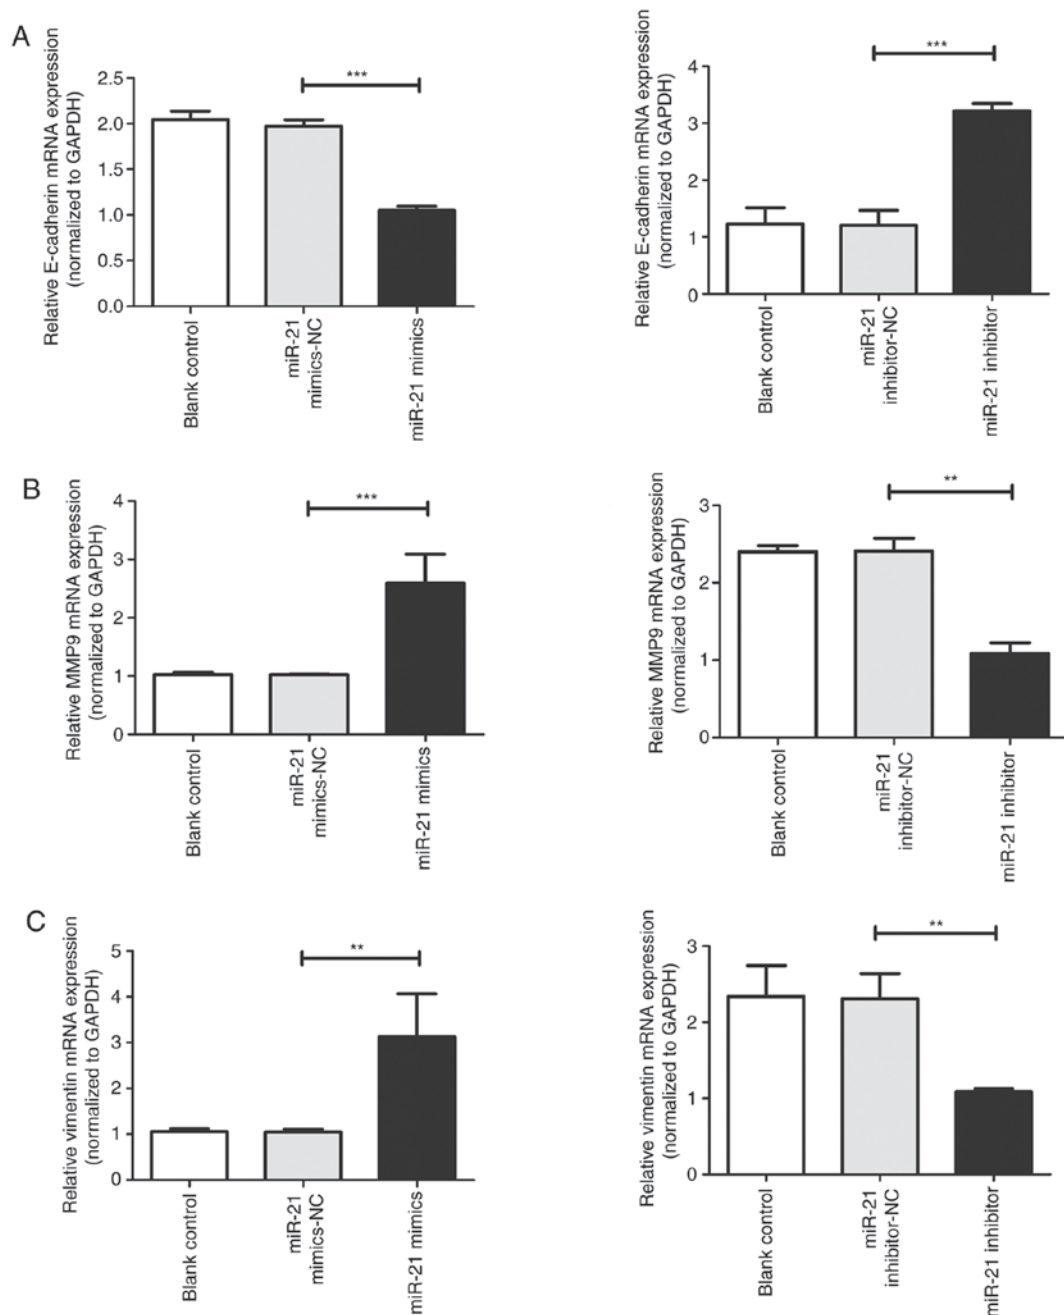 A
Relative E-cadherin mRNA expression
(normalized to GAPDH)
2.5
2.0
1.5
1.0
0.5
0.0
***
Blank control
miR-21
mimics-NC
miR-21 mimics
Relative E-cadherin mRNA expression
(normalized to GAPDH)
4
3
2
1
0
***
Blank control
miR-21
inhibitor-NC
miR-21 inhibitor
B
Relative MMP9 mRNA expression
(normalized to GAPDH)
4
3
2
1
0
***
Blank control
miR-21
mimics-NC
miR-21 mimics
Relative MMP9 mRNA expression
(normalized to GAPDH)
3
2
1
0
**
Blank control
miR-21
inhibitor-NC
miR-21 inhibitor
C
Relative vimentin mRNA expression
(normalized to GAPDH)
5
4
3
2
1
0
**
Blank control
miR-21
mimics-NC
miR-21 mimics
Relative vimentin mRNA expression
(normalized to GAPDH)
3
2
1
0
**
Blank control
miR-21
inhibitor-NC
miR-21 inhibitor